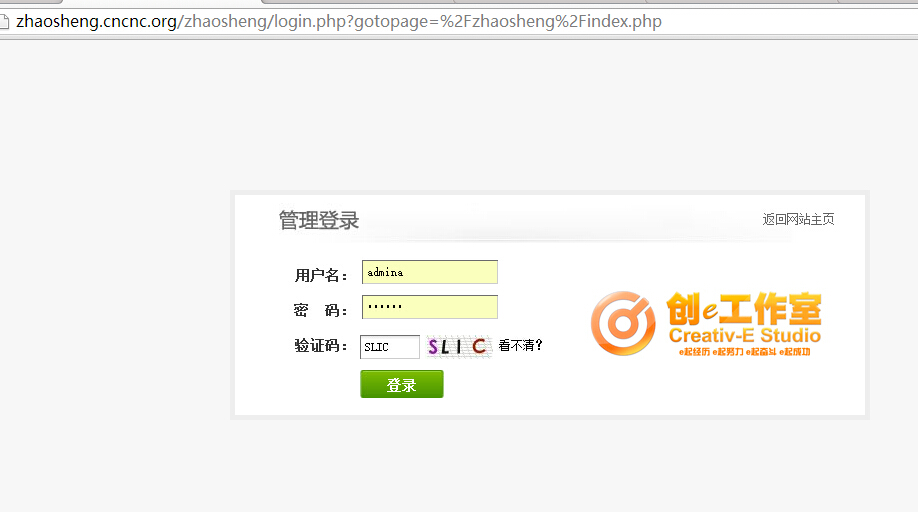 zhaosheng.cncnc.org/zhaosheng/login.php?gotopage=%2Fzhaosheng%2Findex.php
管理登录
返回网站主页
用户名： admina
密 码： ••••••
验证码： SLIC SLIC 看不清?
登录
创e工作室
Creativ-E Studio
e起经历 e起努力 e起奋斗 e起成功